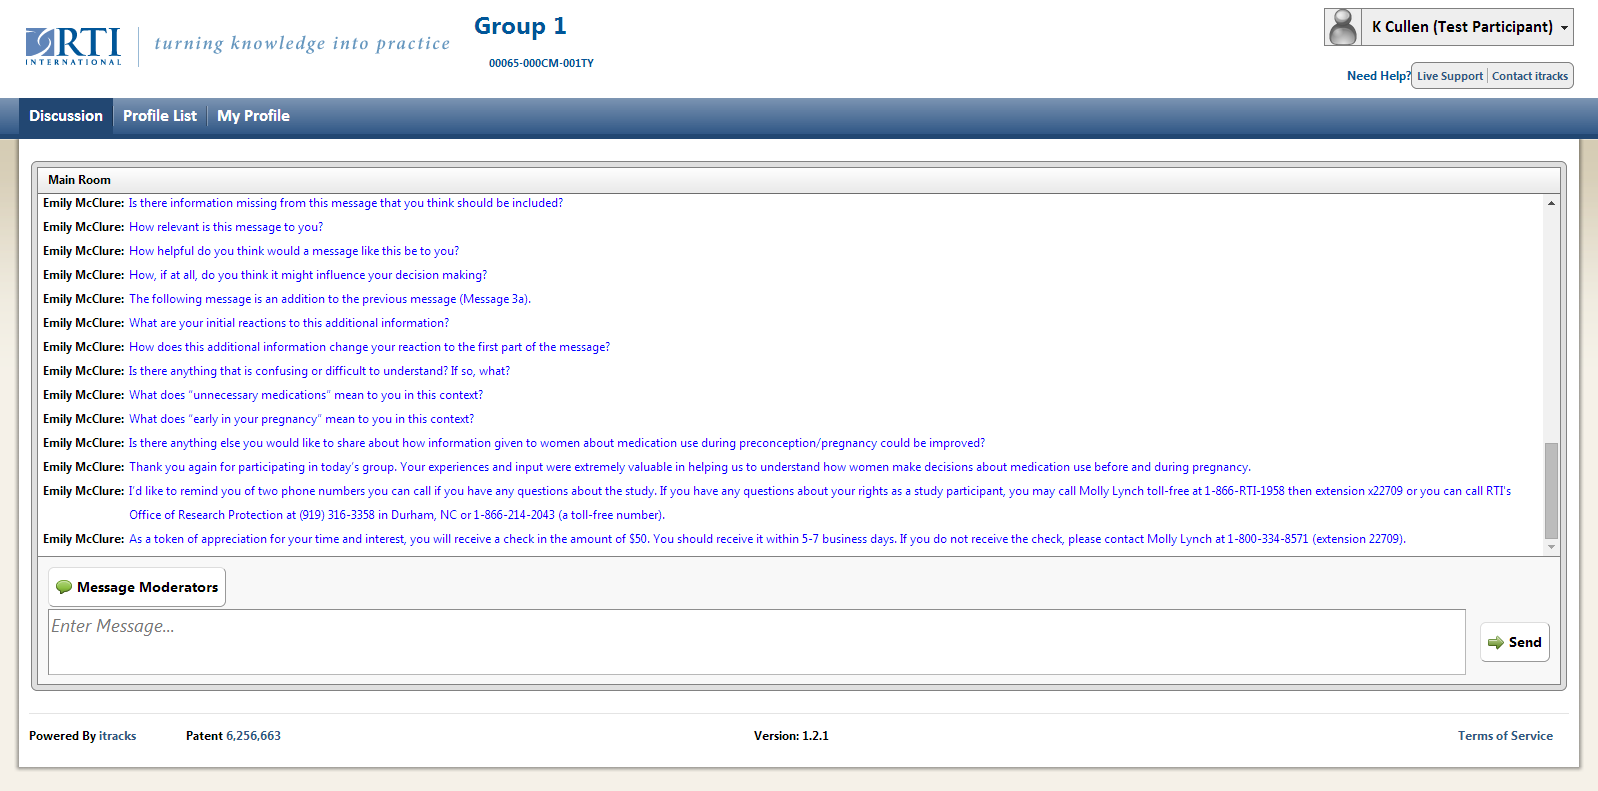 RTI
INTERNATIONAL
turning knowledge into practice
Group 1
00065-000CM-001TY
K Cullen (Test Participant)
Need Help? Live Support Contact itracks
Discussion Profile List My Profile
Main Room
Emily McClure: Is there information missing from this message that you think should be included?
Emily McClure: How relevant is this message to you?
Emily McClure: How helpful do you think would a message like this be to you?
Emily McClure: How, if at all, do you think it might influence your decision making?
Emily McClure: The following message is an addition to the previous message (Message 3a).
Emily McClure: What are your initial reactions to this additional information?
Emily McClure: How does this additional information change your reaction to the first part of the message?
Emily McClure: Is there anything that is confusing or difficult to understand? If so, what?
Emily McClure: What does "unnecessary medications" mean to you in this context?
Emily McClure: What does "early in your pregnancy" mean to you in this context?
Emily McClure: Is there anything else you would like to share about how information given to women about medication use during preconception/pregnancy could be improved?
Emily McClure: Thank you again for participating in today's group. Your experiences and input were extremely valuable in helping us to understand how women make decisions about medication use before and during pregnancy.
Emily McClure: I'd like to remind you of two phone numbers you can call if you have any questions about the study. If you have any questions about your rights as a study participant, you may call Molly Lynch toll-free at 1-866-RTI-1958 then extension x22709 or you can call RTI's
Office of Research Protection at (919) 316-3358 in Durham, NC or 1-866-214-2043 (a toll-free number).
Emily McClure: As a token of appreciation for your time and interest, you will receive a check in the amount of $50. You should receive it within 5-7 business days. If you do not receive the check, please contact Molly Lynch at 1-800-334-8571 (extension 22709).
Message Moderators
Enter Message...
Send
Powered By itracks Patent 6,256,663 Version: 1.2.1 Terms of Service